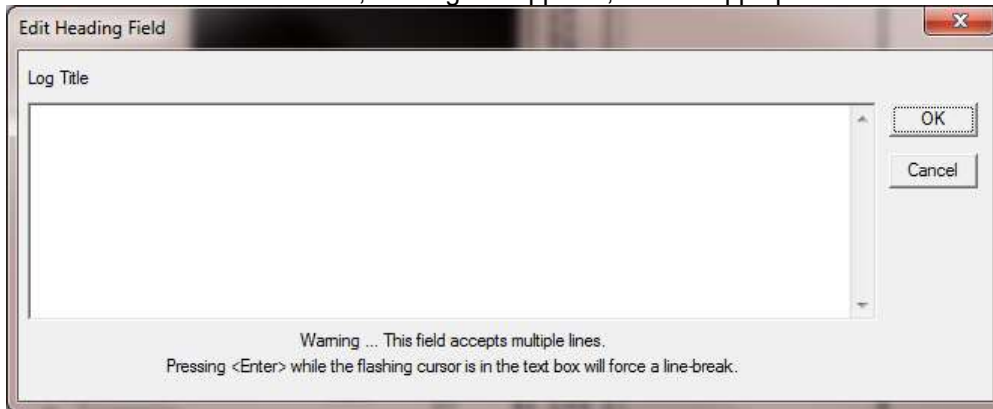 Edit Heading Field
Log Title
OK
Cancel
Warning ... This field accepts multiple lines.
Pressing <Enter> while the flashing cursor is in the text box will force a line-break.